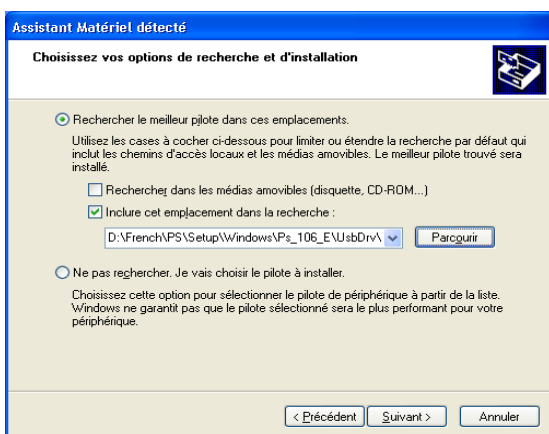 Assistant Matériel détecté
Choisissez vos options de recherche et d'installation
Rechercher le meilleur pilote dans ces emplacements.
Utilisez les cases à cocher ci-dessous pour limiter ou étendre la recherche par défaut qui
inclut les chemins d'accès locaux et les médias amovibles. Le meilleur pilote trouvé sera
installé.
Rechercher dans les médias amovibles (disquette, CD-ROM...)
Inclure cet emplacement dans la recherche :
D:\French\PS\Setup\Windows\Ps_106_E\UsbDrv\ Parcourir
Ne pas rechercher. Je vais choisir le pilote à installer.
Choisissez cette option pour sélectionner le pilote de périphérique à partir de la liste.
Windows ne garantit pas que le pilote sélectionné sera le plus performant pour votre
périphérique.
< Précédent Suivant > Annuler